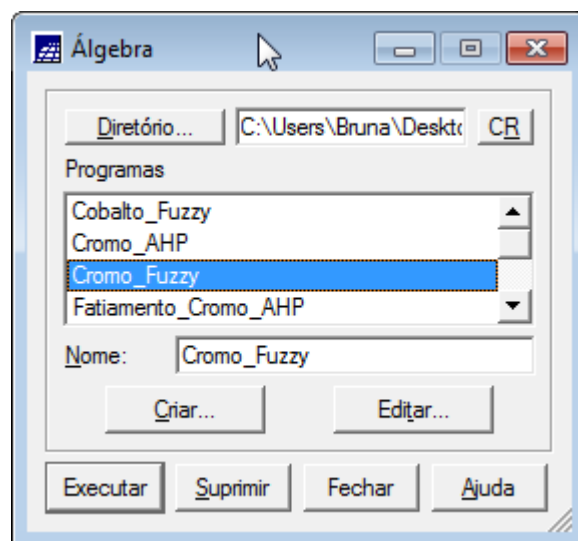 Álgebra
Diretório... C:\Users\Bruna\Deskto CR
Programas
Cobalto_Fuzzy
Cromo_AHP
Cromo_Fuzzy
Fatiamento_Cromo_AHP
Nome: Cromo_Fuzzy
Criar... Editar...
Executar Suprimir Fechar Ajuda